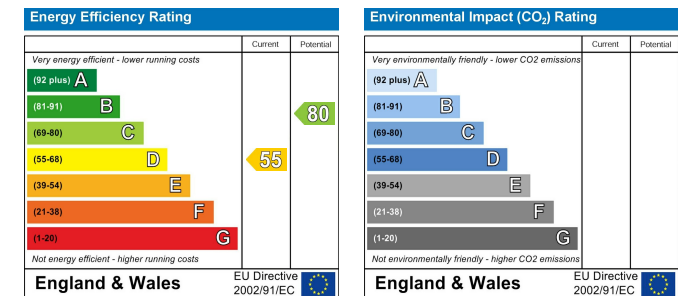 Energy Efficiency Rating
Current Potential
Very energy efficient - lower running costs
(92 plus) A
(81-91) B
(69-80) C
(55-68) D
(39-54) E
(21-38) F
(1-20) G
80
55
Not energy efficient - higher running costs
England & Wales
EU Directive
2002/91/EC
Environmental Impact (CO₂) Rating
Current Potential
Very environmentally friendly - lower CO2 emissions
(92 plus) A
(81-91) B
(69-80) C
(55-68) D
(39-54) E
(21-38) F
(1-20) G
Not environmentally friendly - higher CO2 emissions
England & Wales
EU Directive
2002/91/EC